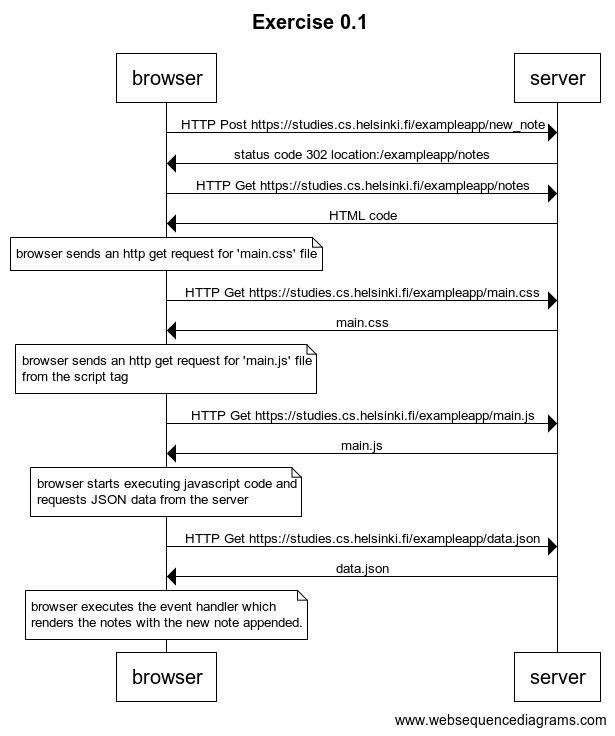 Exercise 0.1
browser
server
HTTP Post https://studies.cs.helsinki.fi/exampleapp/new_note
status code 302 location:/exampleapp/notes
HTTP Get https://studies.cs.helsinki.fi/exampleapp/notes
HTML code
browser sends an http get request for 'main.css' file
HTTP Get https://studies.cs.helsinki.fi/exampleapp/main.css
main.css
browser sends an http get request for 'main.js' file
from the script tag
HTTP Get https://studies.cs.helsinki.fi/exampleapp/main.js
main.js
browser starts executing javascript code and
requests JSON data from the server
HTTP Get https://studies.cs.helsinki.fi/exampleapp/data.json
data.json
browser executes the event handler which
renders the notes with the new note appended.
browser
server
www.websequencediagrams.com